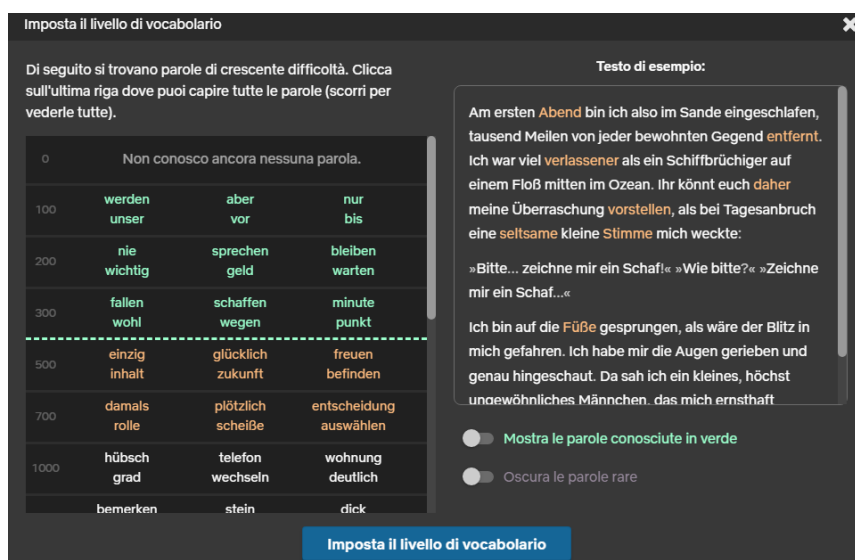 Imposta il livello di vocabolario
Di seguito si trovano parole di crescente difficoltà. Clicca
sull'ultima riga dove puoi capire tutte le parole (scorri per
vederle tutte).
0 Non conosco ancora nessuna parola.
100 werden aber nur
unser vor bis
200 nie sprechen bleiben
wichtig geld warten
300 fallen schaffen minute
wohl wegen punkt
500 einzig glücklich freuen
inhalt zukunft befinden
700 damals plötzlich entscheidung
rolle scheiße auswählen
1000 hübsch telefon wohnung
grad wechseln deutlich
bemerken stein dick
Testo di esempio:
Am ersten Abend bin ich also im Sande eingeschlafen,
tausend Meilen von jeder bewohnten Gegend entfernt.
Ich war viel verlassener als ein Schiffbrüchiger auf
einem Floß mitten im Ozean. Ihr könnt euch daher
meine Überraschung vorstellen, als bei Tagesanbruch
eine seltsame kleine Stimme mich weckte:
»Bitte... zeichne mir ein Schaf!« »Wie bitte?« »Zeichne
mir ein Schaf...«
Ich bin auf die Füße gesprungen, als wäre der Blitz in
mich gefahren. Ich habe mir die Augen gerieben und
genau hingeschaut. Da sah ich ein kleines, höchst
ungewöhnliches Männchen, das mich ernsthaft
Mostra le parole conosciute in verde
Oscura le parole rare
Imposta il livello di vocabolario